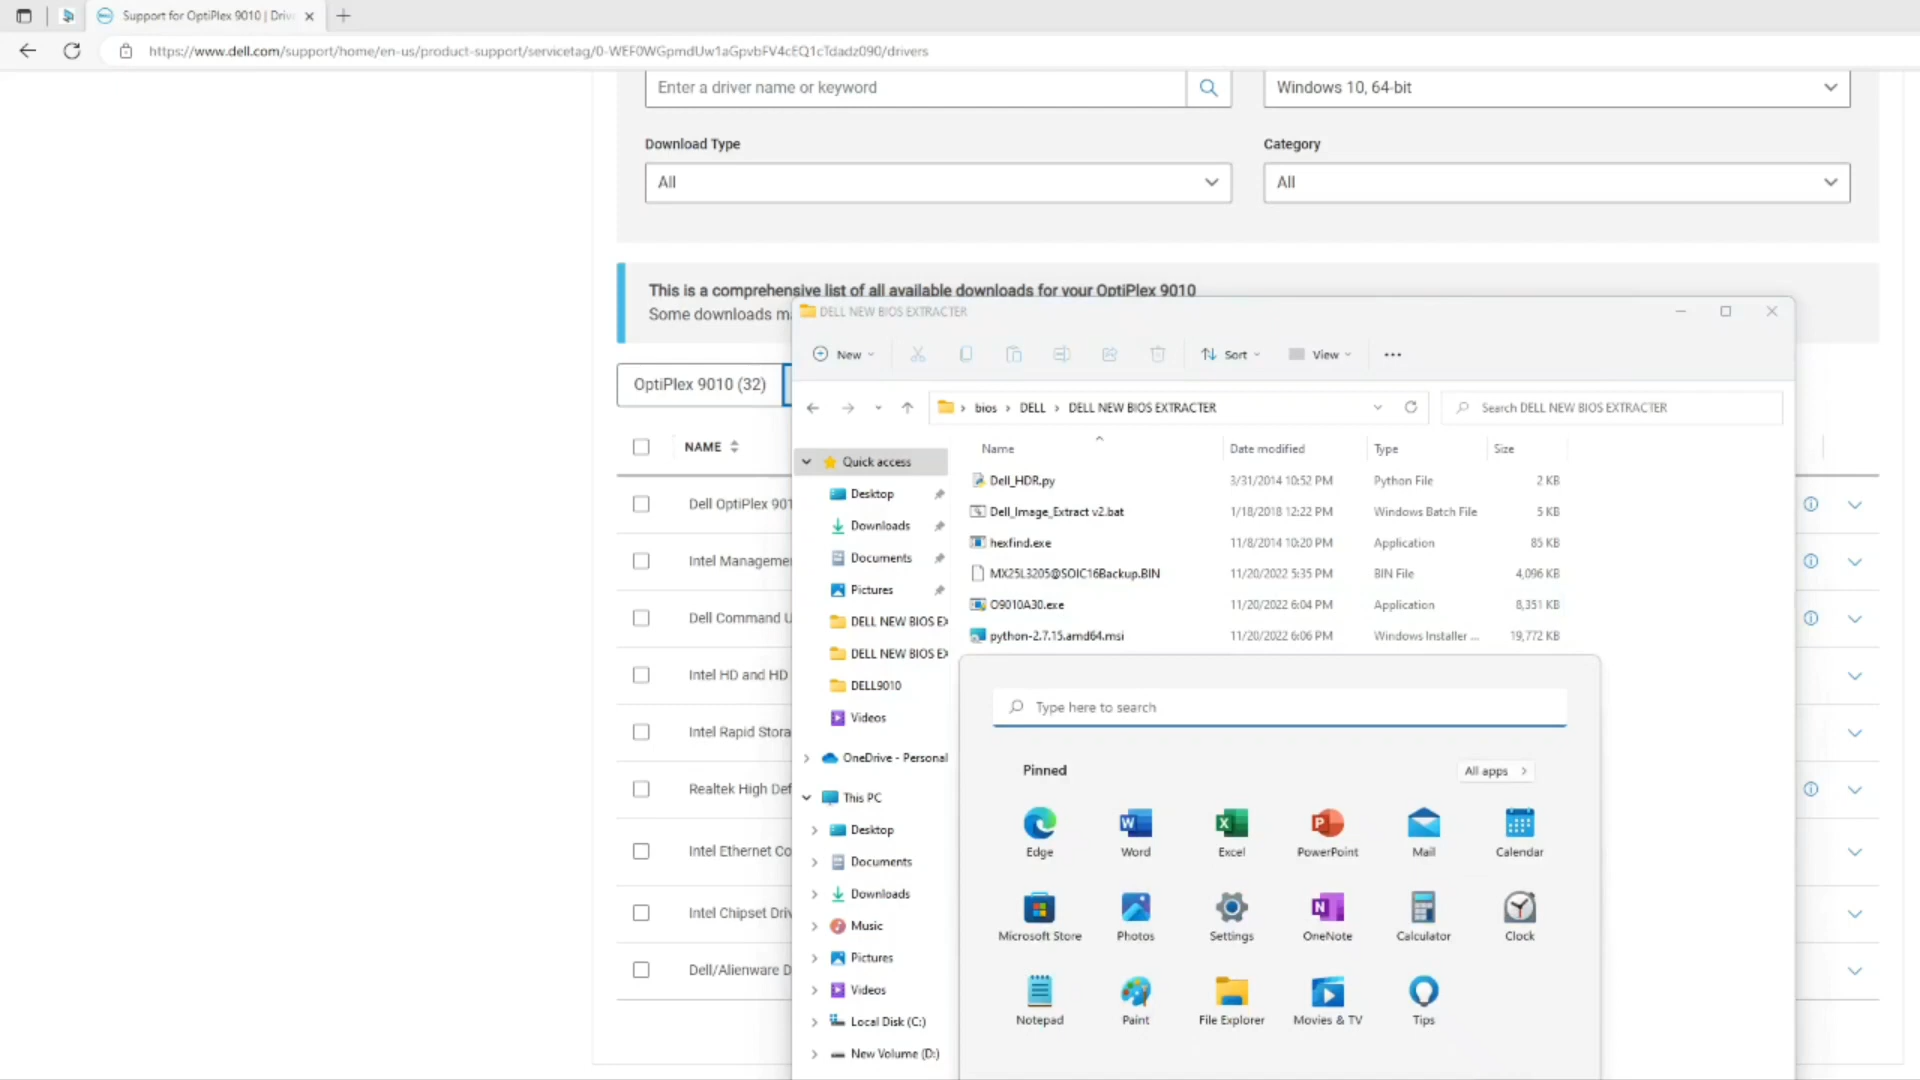 Support for OptiPlex 9010 | Driv
https://www.dell.com/support/home/en-us/product-support/servicetag/0-WEF0WGpmdUw1aGpvbFV4cEQ1cTdadz090/drivers
Enter a driver name or keyword
Windows 10, 64-bit
Download Type
Category
All
All
This is a comprehensive list of all available downloads for your OptiPlex 9010
Some downloads ma
OptiPlex 9010 (32)
NAME
Dell OptiPlex 901
Intel Managemen
Dell Command U
Intel HD and HD
Intel Rapid Stora
Realtek High Def
Intel Ethernet Co
Intel Chipset Driv
Dell/Alienware D
DELL NEW BIOS EXTRACTER
New
Sort
View
bios > DELL > DELL NEW BIOS EXTRACTER
Search DELL NEW BIOS EXTRACTER
Name Date modified Type Size
Dell_HDR.py 3/31/2014 10:52 PM Python File 2 KB
Dell_Image_Extract v2.bat 1/18/2018 12:22 PM Windows Batch File 5 KB
hexfind.exe 11/8/2014 10:20 PM Application 85 KB
MX25L3205@SOIC16Backup.BIN 11/20/2022 5:35 PM BIN File 4,096 KB
O9010A30.exe 11/20/2022 6:04 PM Application 8,351 KB
python-2.7.15.amd64.msi 11/20/2022 6:06 PM Windows Installer ... 19,772 KB
Quick access
Desktop
Downloads
Documents
Pictures
DELL NEW BIOS EX
DELL NEW BIOS EX
DELL9010
Videos
OneDrive - Personal
This PC
Desktop
Documents
Downloads
Music
Pictures
Videos
Local Disk (C:)
New Volume (D:)
Type here to search
Pinned
All apps >
Edge
Word
Excel
PowerPoint
Mail
Calendar
Microsoft Store
Photos
Settings
OneNote
Calculator
Clock
Notepad
Paint
File Explorer
Movies & TV
Tips